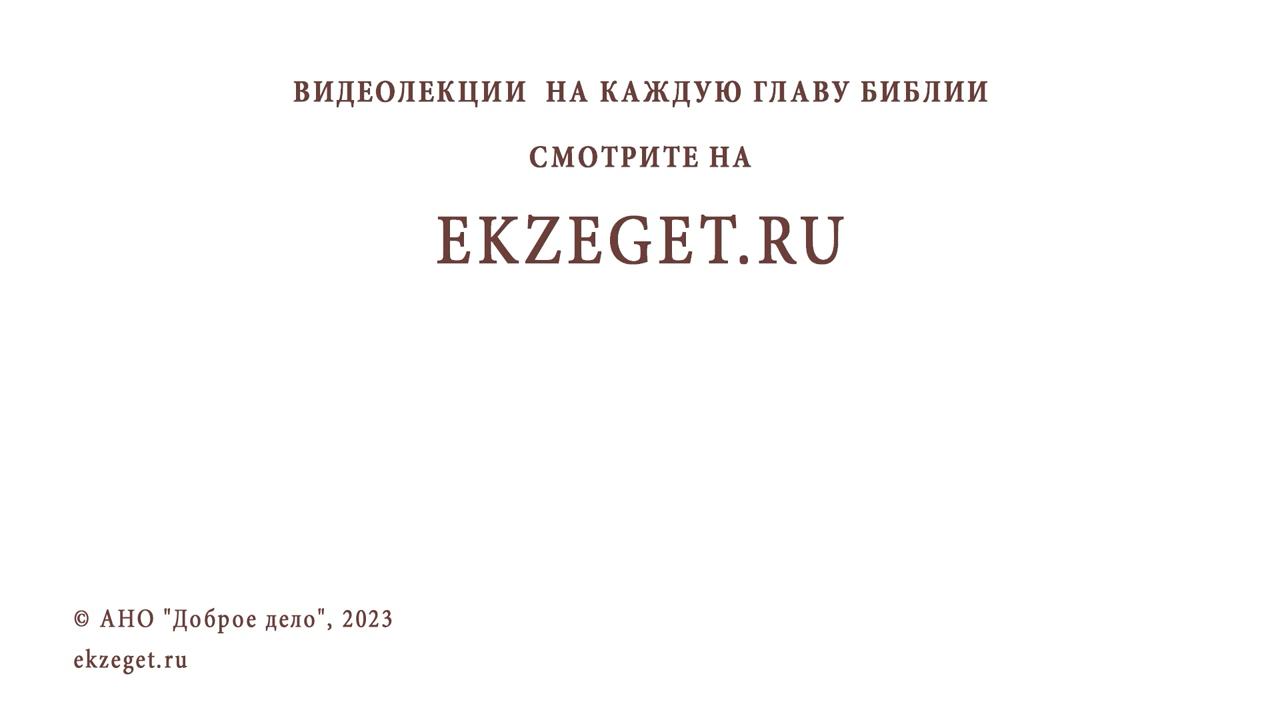 ВИДЕОЛЕКЦИИ НА КАЖДУЮ ГЛАВУ БИБЛИИ
СМОТРИТЕ НА
EKZEGET.RU
© АНО "Доброе дело", 2023
ekzeget.ru